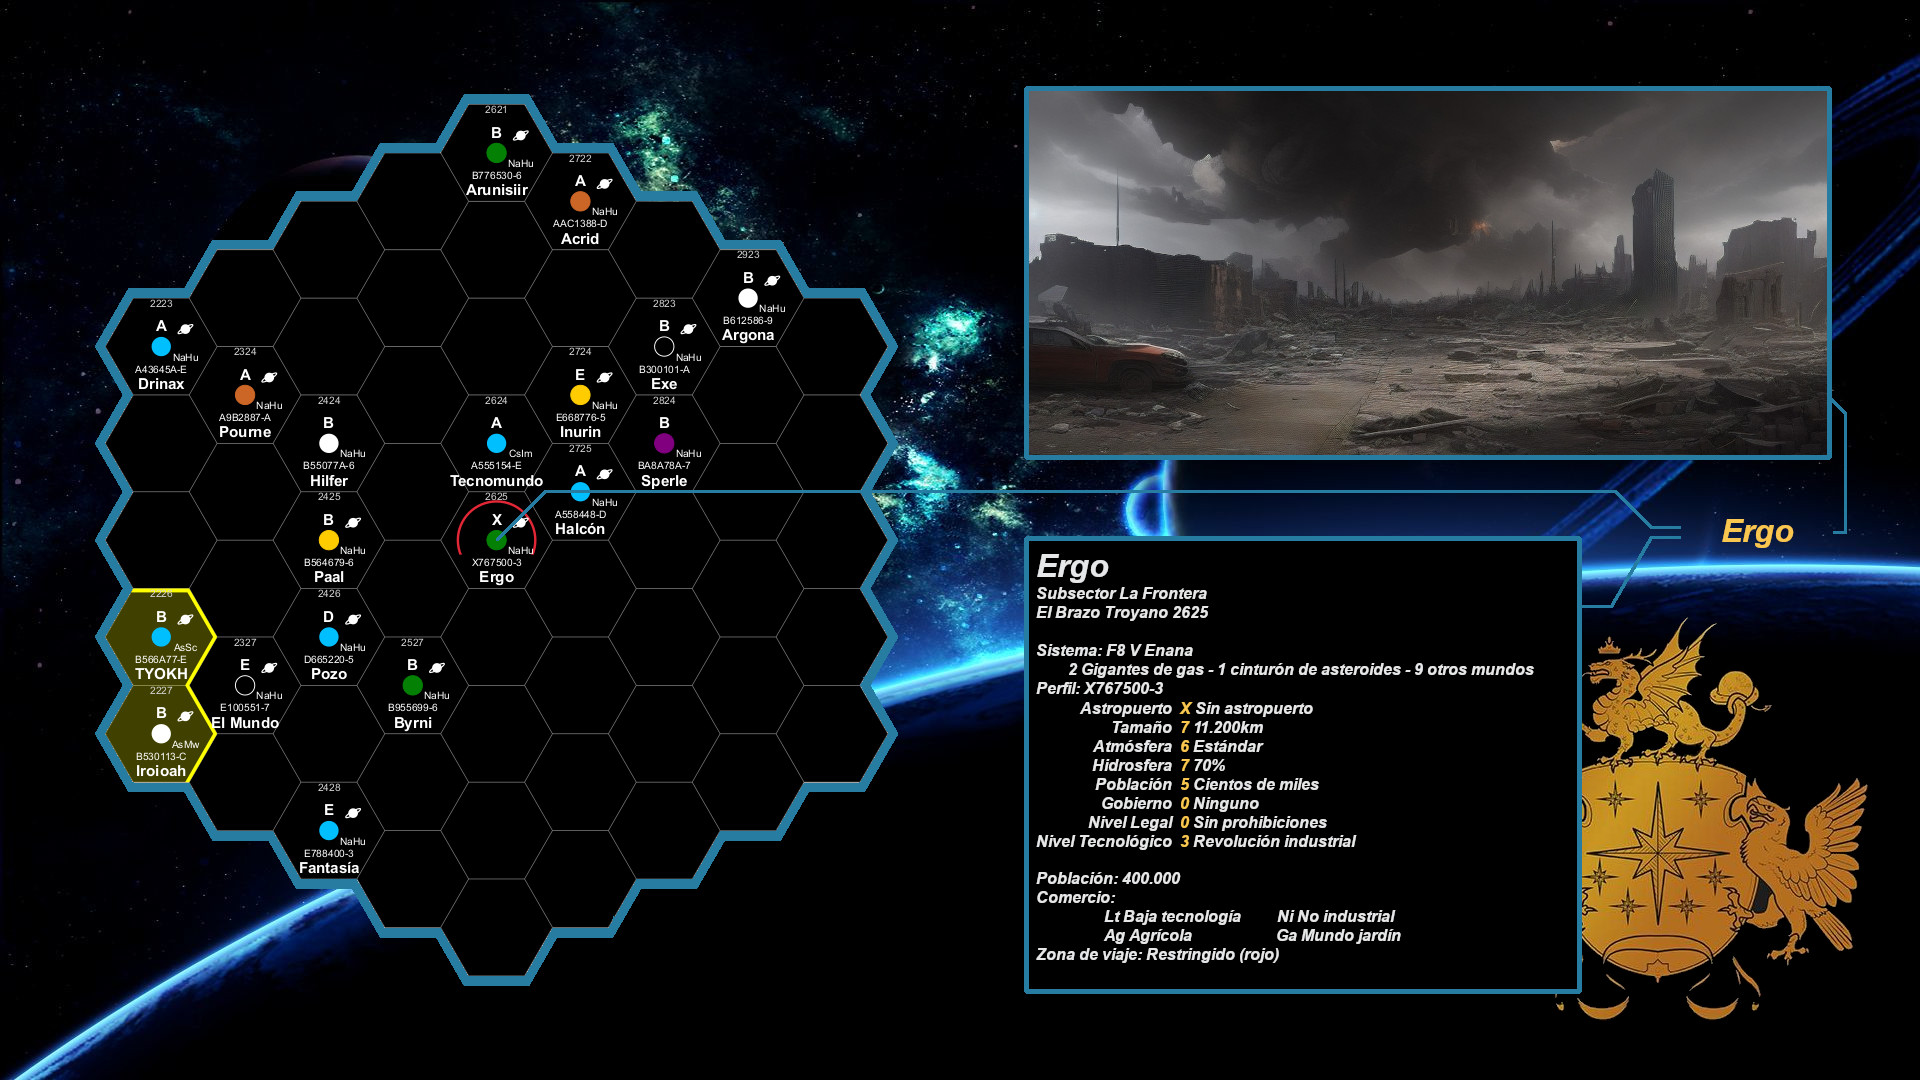 2621
B
NaHu
B776530-6
Arunisiir
2722
A
NaHu
AAC1388-D
Acrid
2923
B
NaHu
B612586-9
Argona
2223
A
NaHu
A43645A-E
Drinax
2823
B
NaHu
B300101-A
Exe
2324
A
NaHu
A9B2887-A
Pourne
2724
E
NaHu
E668776-5
Inurin
2424
B
NaHu
B55077A-6
Hilfer
2624
A
CsIm
A555154-E
Tecnomundo
2824
B
NaHu
BA8A78A-7
Sperle
2725
A
NaHu
A558448-D
Halcón
2425
B
NaHu
B564679-6
Paal
2625
X
NaHu
X767500-3
Ergo
2226
B
AsSc
B566A77-E
TYOKH
2426
D
NaHu
D665220-5
Pozo
2327
E
NaHu
E100551-7
El Mundo
2527
B
NaHu
B955699-6
Byrni
2227
B
AsMw
B530113-C
Iroioah
2428
E
NaHu
E788400-3
Fantasía
Ergo
Ergo
Subsector La Frontera
El Brazo Troyano 2625
Sistema: F8 V Enana
2 Gigantes de gas - 1 cinturón de asteroides - 9 otros mundos
Perfil: X767500-3
Astropuerto X Sin astropuerto
Tamaño 7 11.200km
Atmósfera 6 Estándar
Hidrosfera 7 70%
Población 5 Cientos de miles
Gobierno 0 Ninguno
Nivel Legal 0 Sin prohibiciones
Nivel Tecnológico 3 Revolución industrial
Población: 400.000
Comercio:
Lt Baja tecnología Ni No industrial
Ag Agrícola Ga Mundo jardín
Zona de viaje: Restringido (rojo)